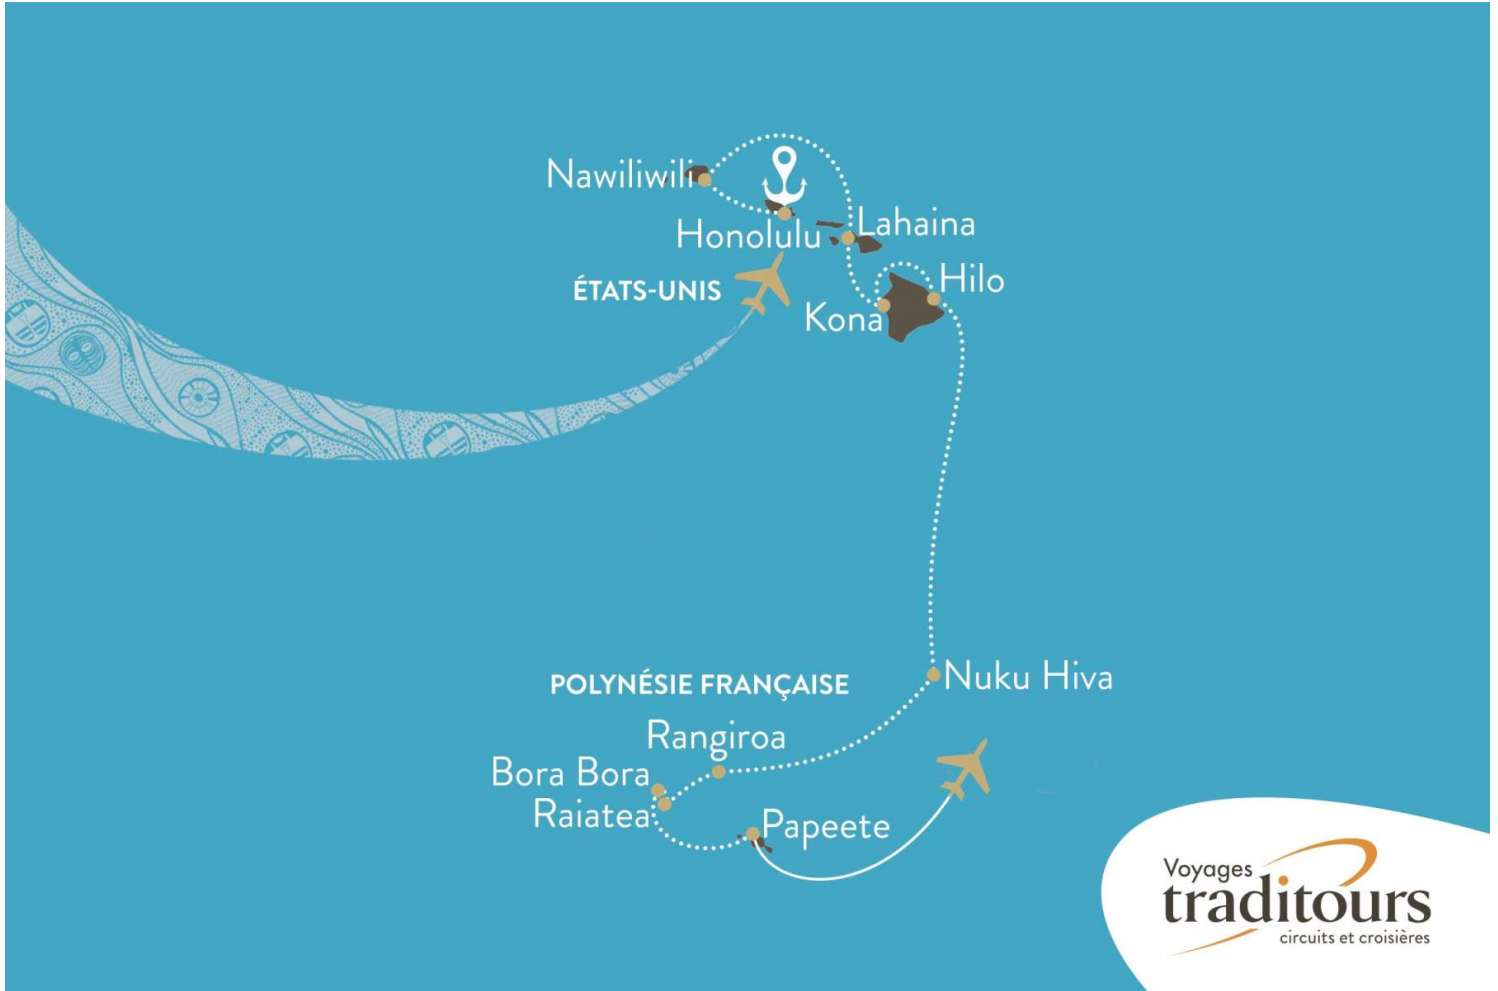 Nawiliwili
Honolulu
Lahaina
ÉTATS-UNIS
Hilo
Kona
Nuku Hiva
POLYNÉSIE FRANÇAISE
Rangiroa
Bora Bora
Raiatea
Papeete
Voyages
traditours
circuits et croisières